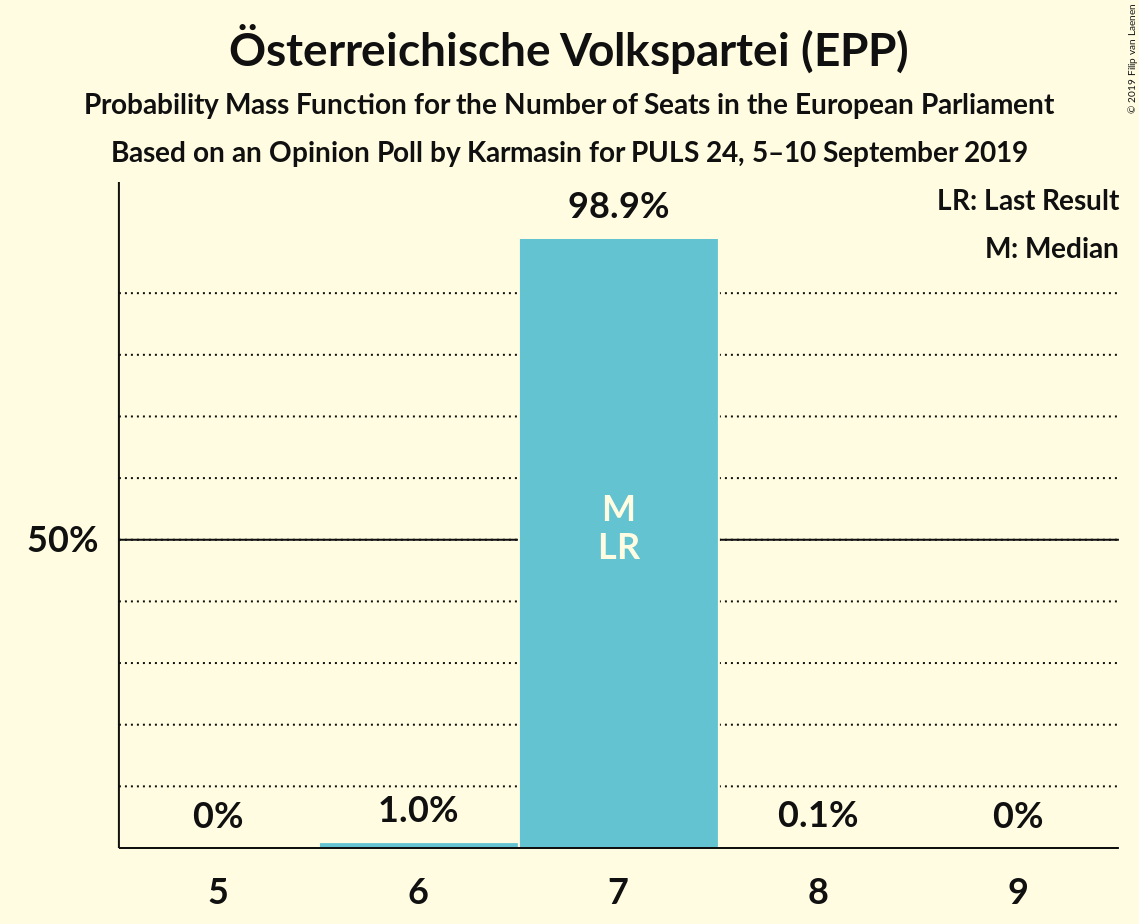 Österreichische Volkspartei (EPP)
Probability Mass Function for the Number of Seats in the European Parliament
Based on an Opinion Poll by Karmasin for PULS 24, 5–10 September 2019
© 2019 Filip van Laenen
LR: Last Result
M: Median
98.9%
M
LR
50%
0%
1.0%
0.1%
0%
5
6
7
8
9